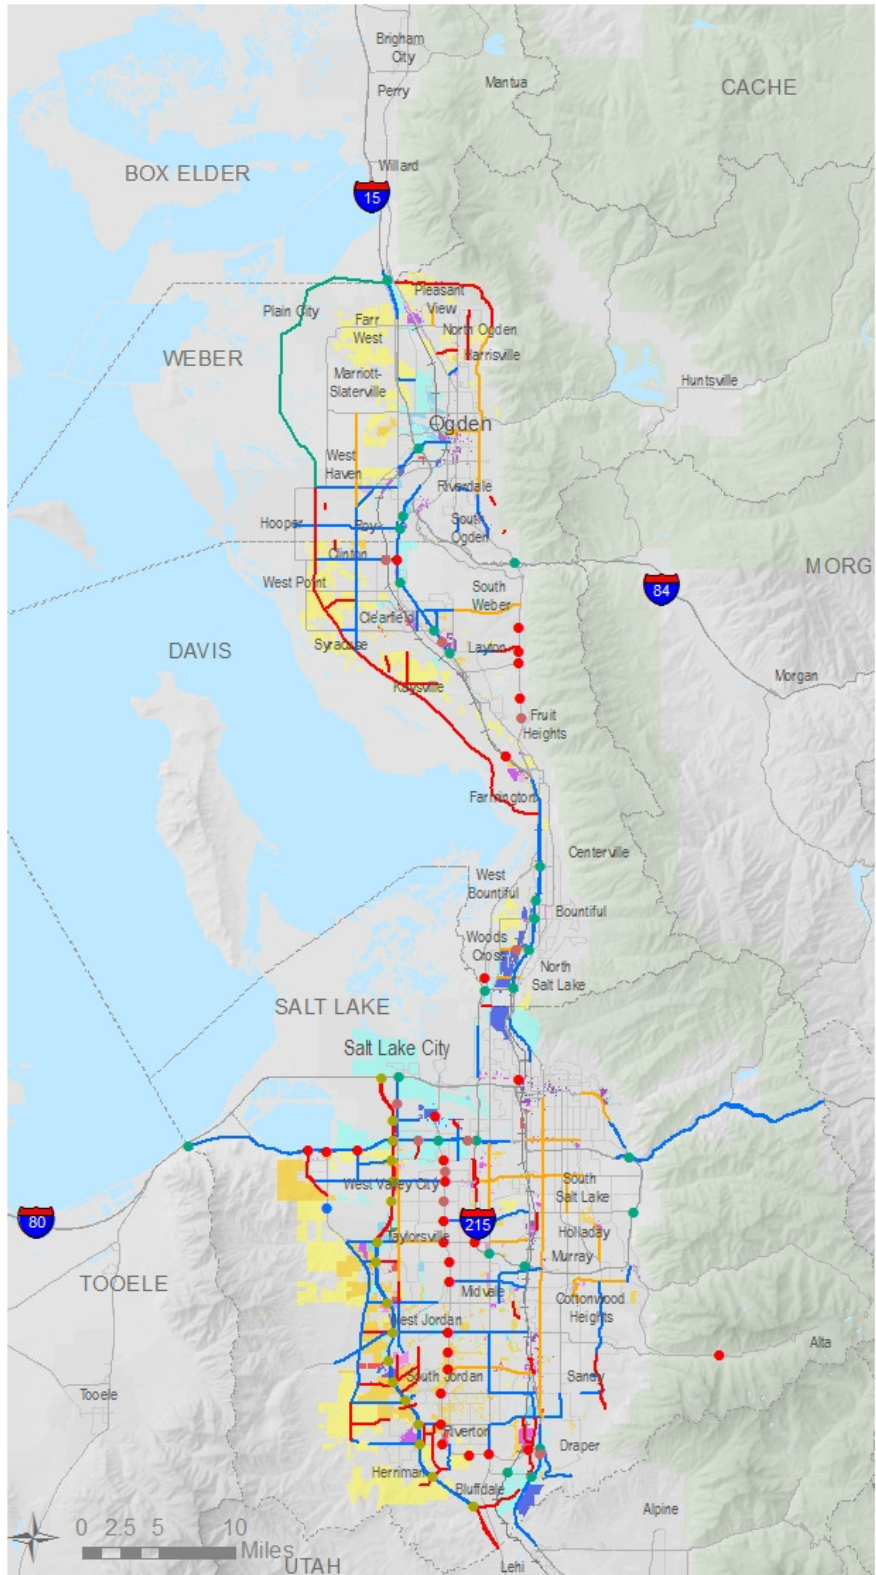 Brigham
City
Mantua
CACHE
Perry
BOX ELDER
Willard
15
Plain City
Pleasant
View
Farr
West
North Ogden
WEBER
Harrisville
Marriott-
Slaterville
Huntsville
Ogden
West
Haven
Riverdale
Hooper
Roy
South
Ogden
Clinton
MORG
West Point
South
Weber
84
Clearfield
DAVIS
Syracuse
Layton
Morgan
Kaysville
Fruit
Heights
Farmington
Centerville
West
Bountiful
Bountiful
Woods
Cross
North
Salt Lake
SALT LAKE
Salt Lake City
West Valley City
South
Salt Lake
80
215
Taylorsville
Holladay
Murray
TOOELE
Midvale
Cottonwood
Heights
West Jordan
Alta
South Jordan
Sandy
Tooele
Riverton
Draper
Herriman
Bluffdale
Alpine
0 2.5 5 10
Miles
UTAH
Lehi